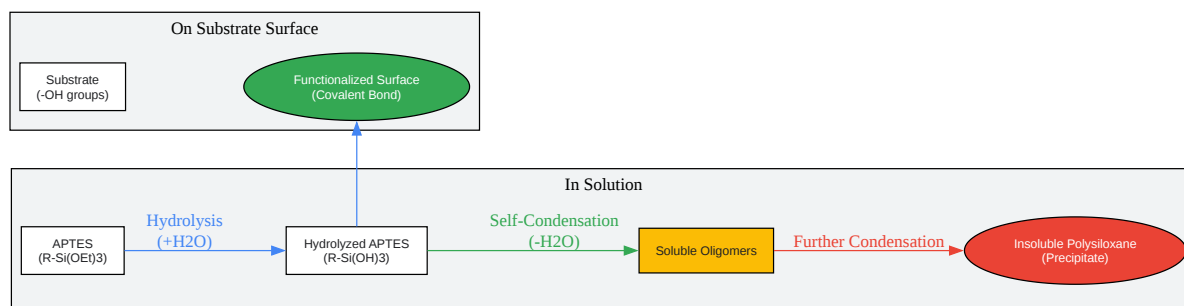 On Substrate Surface
Substrate
(-OH groups)
Functionalized Surface
(Covalent Bond)
In Solution
APTES
(R-Si(OEt)3)
Hydrolysis
(+H2O)
Hydrolyzed APTES
(R-Si(OH)3)
Self-Condensation
(-H2O)
Soluble Oligomers
Further Condensation
Insoluble Polysiloxane
(Precipitate)